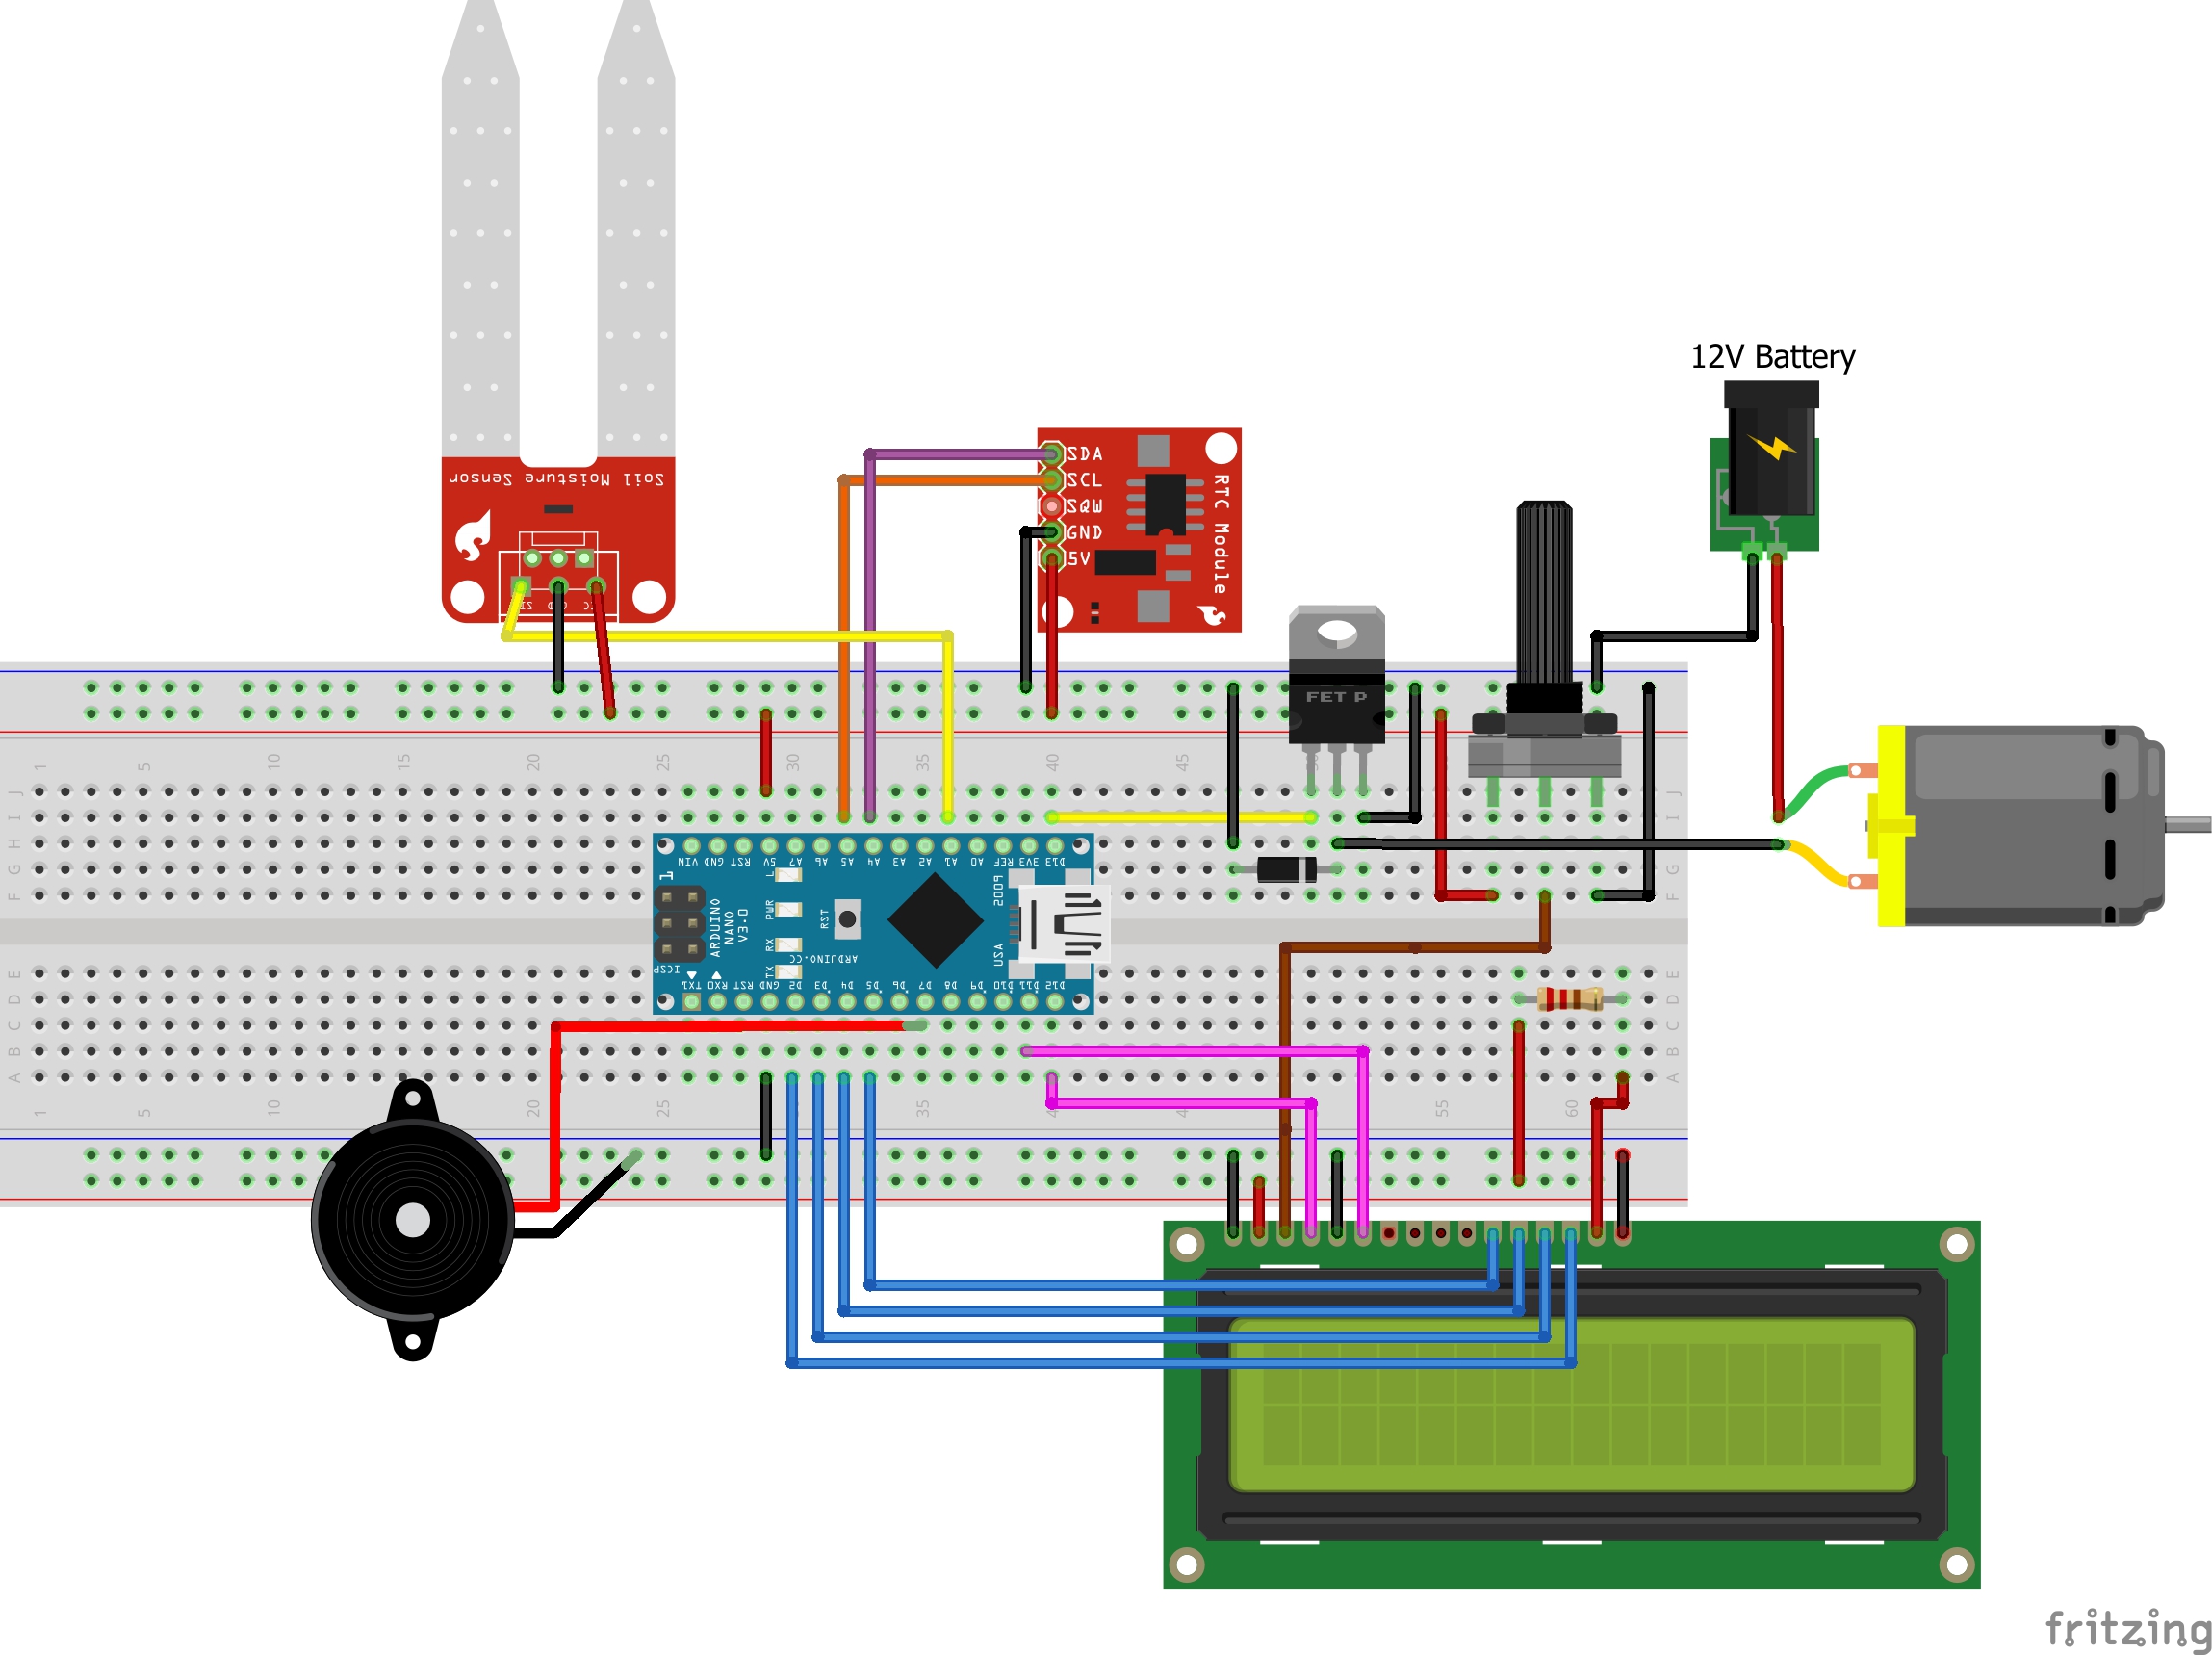 12V Battery
Soil Moisture Sensor
SDA
SCL
SQW
GND
5V
RTC Module
FET P
1 5 10 15 20 25 30 35 40 45
J
I
H
G
F
J
I
H
G
F
VIN GND RST 5V A7 A6 A5 A4 A3 A2 A1 A0 REF 3V3 D13
L
PWR
RX
TX
RST
1
ARDUINO
NANO
V3.0
ARDUINO.CC
ICSP
2009
USA
TX1 RX0 RST GND D2 D3 D4 D5 D6 D7 D8 D9 D10 D11 D12
E
D
C
B
A
E
D
C
B
A
1 5 10 20 25 35 55 60
fritzing